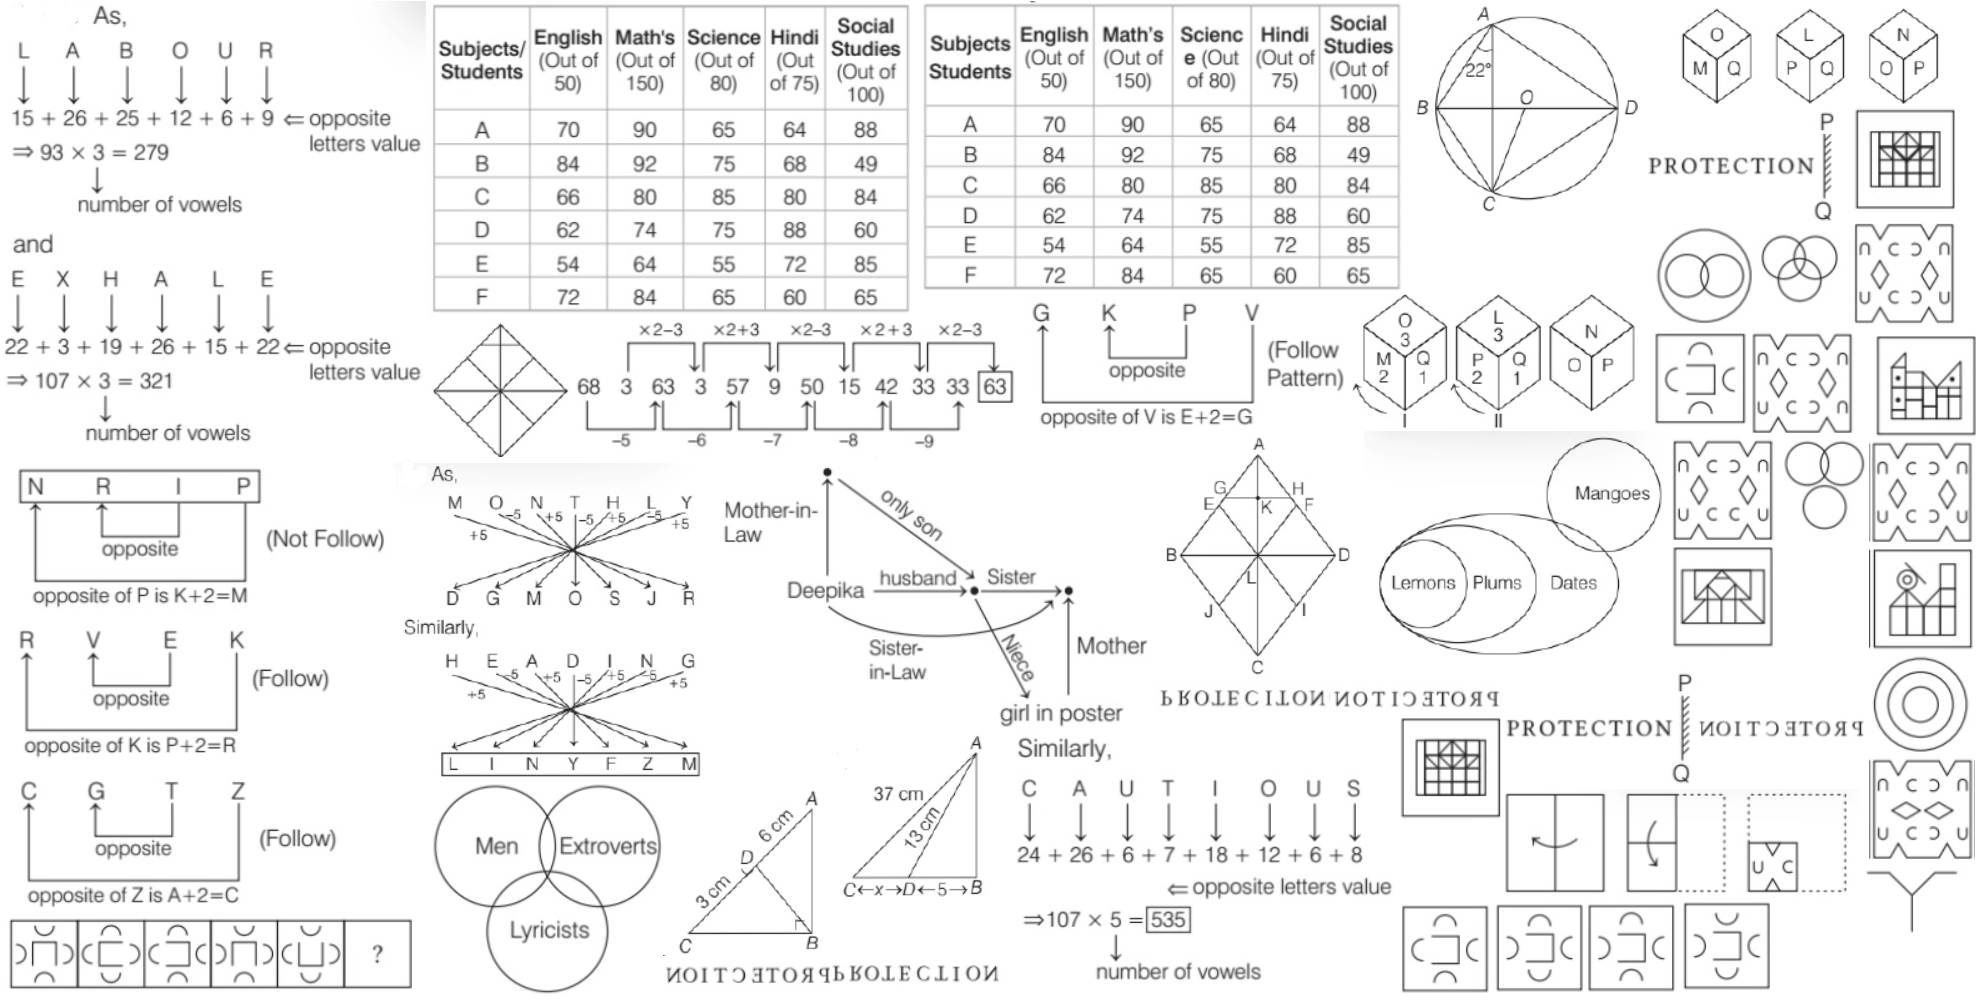 As,
L A B O U R
15 + 26 + 25 + 12 + 6 + 9 ⇐ opposite
letters value
⇒ 93 × 3 = 279
number of vowels
and
E X H A L E
22 + 3 + 19 + 26 + 15 + 22 ⇐ opposite
letters value
⇒ 107 × 3 = 321
number of vowels
N R I P
opposite
(Not Follow)
opposite of P is K+2=M
R V E K
opposite
(Follow)
opposite of K is P+2=R
C G T Z
opposite
(Follow)
opposite of Z is A+2=C
?
Subjects/ Students English (Out of 50) Math's (Out of 150) Science (Out of 80) Hindi (Out of 75) Social Studies (Out of 100)
A 70 90 65 64 88
B 84 92 75 68 49
C 66 80 85 80 84
D 62 74 75 88 60
E 54 64 55 72 85
F 72 84 65 60 65
Subjects Students English (Out of 50) Math's (Out of 150) Scienc e (Out of 80) Hindi (Out of 75) Social Studies (Out of 100)
A 70 90 65 64 88
B 84 92 75 68 49
C 66 80 85 80 84
D 62 74 75 88 60
E 54 64 55 72 85
F 72 84 65 60 65
×2–3 ×2+3 ×2–3 ×2+3 ×2–3
68 3 63 3 57 9 50 15 42 33 33 63
–5 –6 –7 –8 –9
G K P V
opposite
(Follow
Pattern)
opposite of V is E+2=G
As,
M O N T H L Y
+5 –5 +5 –5 +5 –5 +5
D G M O S J R
Similarly,
H E A D I N G
+5 –5 +5 –5 +5 –5 +5
L I N Y F Z M
Men Extroverts
Lyricists
Mother-in-
Law
only son
Deepika husband Sister
Sister-
in-Law
Niece
Mother
girl in poster
A
6 cm
D
3 cm
C B
A
37 cm
13 cm
C←x→D←5→B
Similarly,
C A U T I O U S
24 + 26 + 6 + 7 + 18 + 12 + 6 + 8
⇐ opposite letters value
⇒107 × 5 = 535
number of vowels
A
22°
B O D
C
O
M Q
L
P Q
N
O P
P
PROTECTION
Q
O
3
M Q
2 1
I
L
3
P Q
2 1
II
N
O P
A
G H
E K F
B D
L
J I
C
Mangoes
Lemons Plums Dates
P
PROTECTION
Q